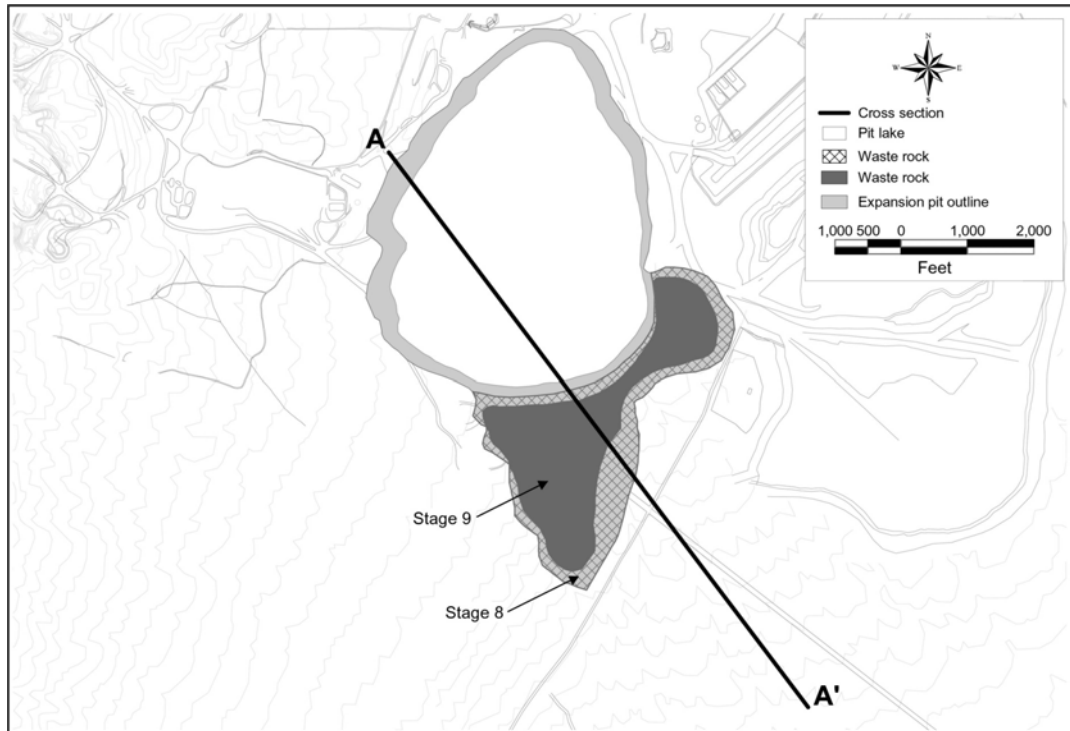 N
W E
S
Cross section
Pit lake
Waste rock
Waste rock
Expansion pit outline
1,000 500 0 1,000 2,000
Feet
A
Stage 9
Stage 8
A'